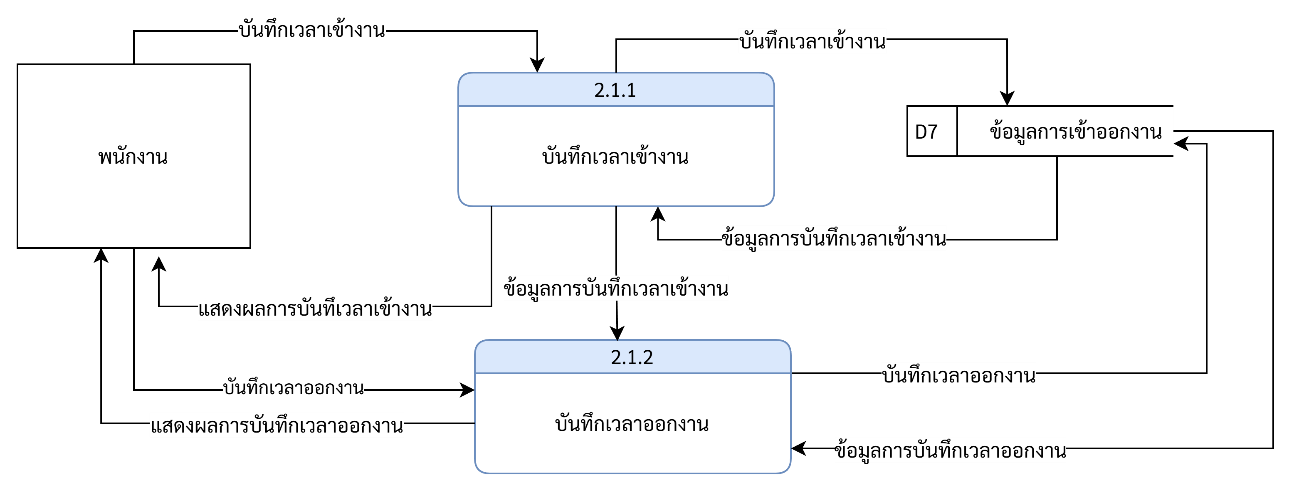 บันทึกเวลาเข้างาน
บันทึกเวลาเข้างาน
2.1.1
บันทึกเวลาเข้างาน
พนักงาน
D7
ข้อมูลการเข้าออกงาน
ข้อมูลการบันทึกเวลาเข้างาน
ข้อมูลการบันทึกเวลาเข้างาน
แสดงผลการบันทึเวลาเข้างาน
2.1.2
บันทึกเวลาออกงาน
บันทึกเวลาออกงาน
บันทึกเวลาออกงาน
แสดงผลการบันทึกเวลาออกงาน
ข้อมูลการบันทึกเวลาออกงาน